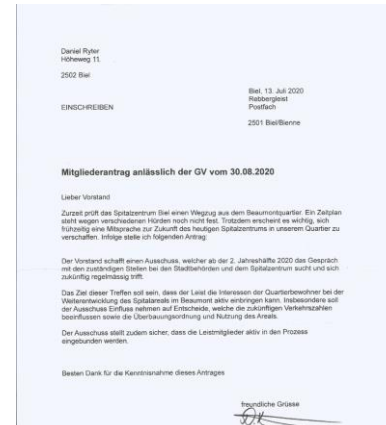 Daniel Ryter
Höheweg 11.
2502 Biel
Biel, 13. Juli 2020
EINSCHREIBEN
Rebbergleist
Postfach
2501 Biel/Bienne
Mitgliederantrag anlässlich der GV vom 30.08.2020
Lieber Vorstand
Zurzeit prüft das Spitalzentrum Biel einen Wegzug aus dem Beaumontquartier. Ein Zeitplan
steht wegen verschiedenen Hürden noch nicht fest. Trotzdem erscheint es wichtig, sich
frühzeitig eine Mitsprache zur Zukunft des heutigen Spitalzentrums in unserem Quartier zu
verschaffen. Infolge stelle ich folgenden Antrag:
Der Vorstand schafft einen Ausschuss, welcher ab der 2. Jahreshälfte 2020 das Gespräch
mit den zuständigen Stellen bei den Stadtbehörden und dem Spitalzentrum sucht und sich
zukünftig regelmässig trifft.
Das Ziel dieser Treffen soll sein, dass der Leist die Interessen der Quartierbewohner bei der
Weiterentwicklung des Spitalareals im Beaumont aktiv einbringen kann. Insbesondere soll
der Ausschuss Einfluss nehmen auf Entscheide, welche die zukünftigen Verkehrszahlen
beeinflussen sowie die Überbauungsordnung und Nutzung des Areals.
Der Ausschuss stellt zudem sicher, dass die Leistmitglieder aktiv in den Prozess
eingebunden werden.
Besten Dank für die Kenntnisnahme dieses Antrages
freundliche Grüsse